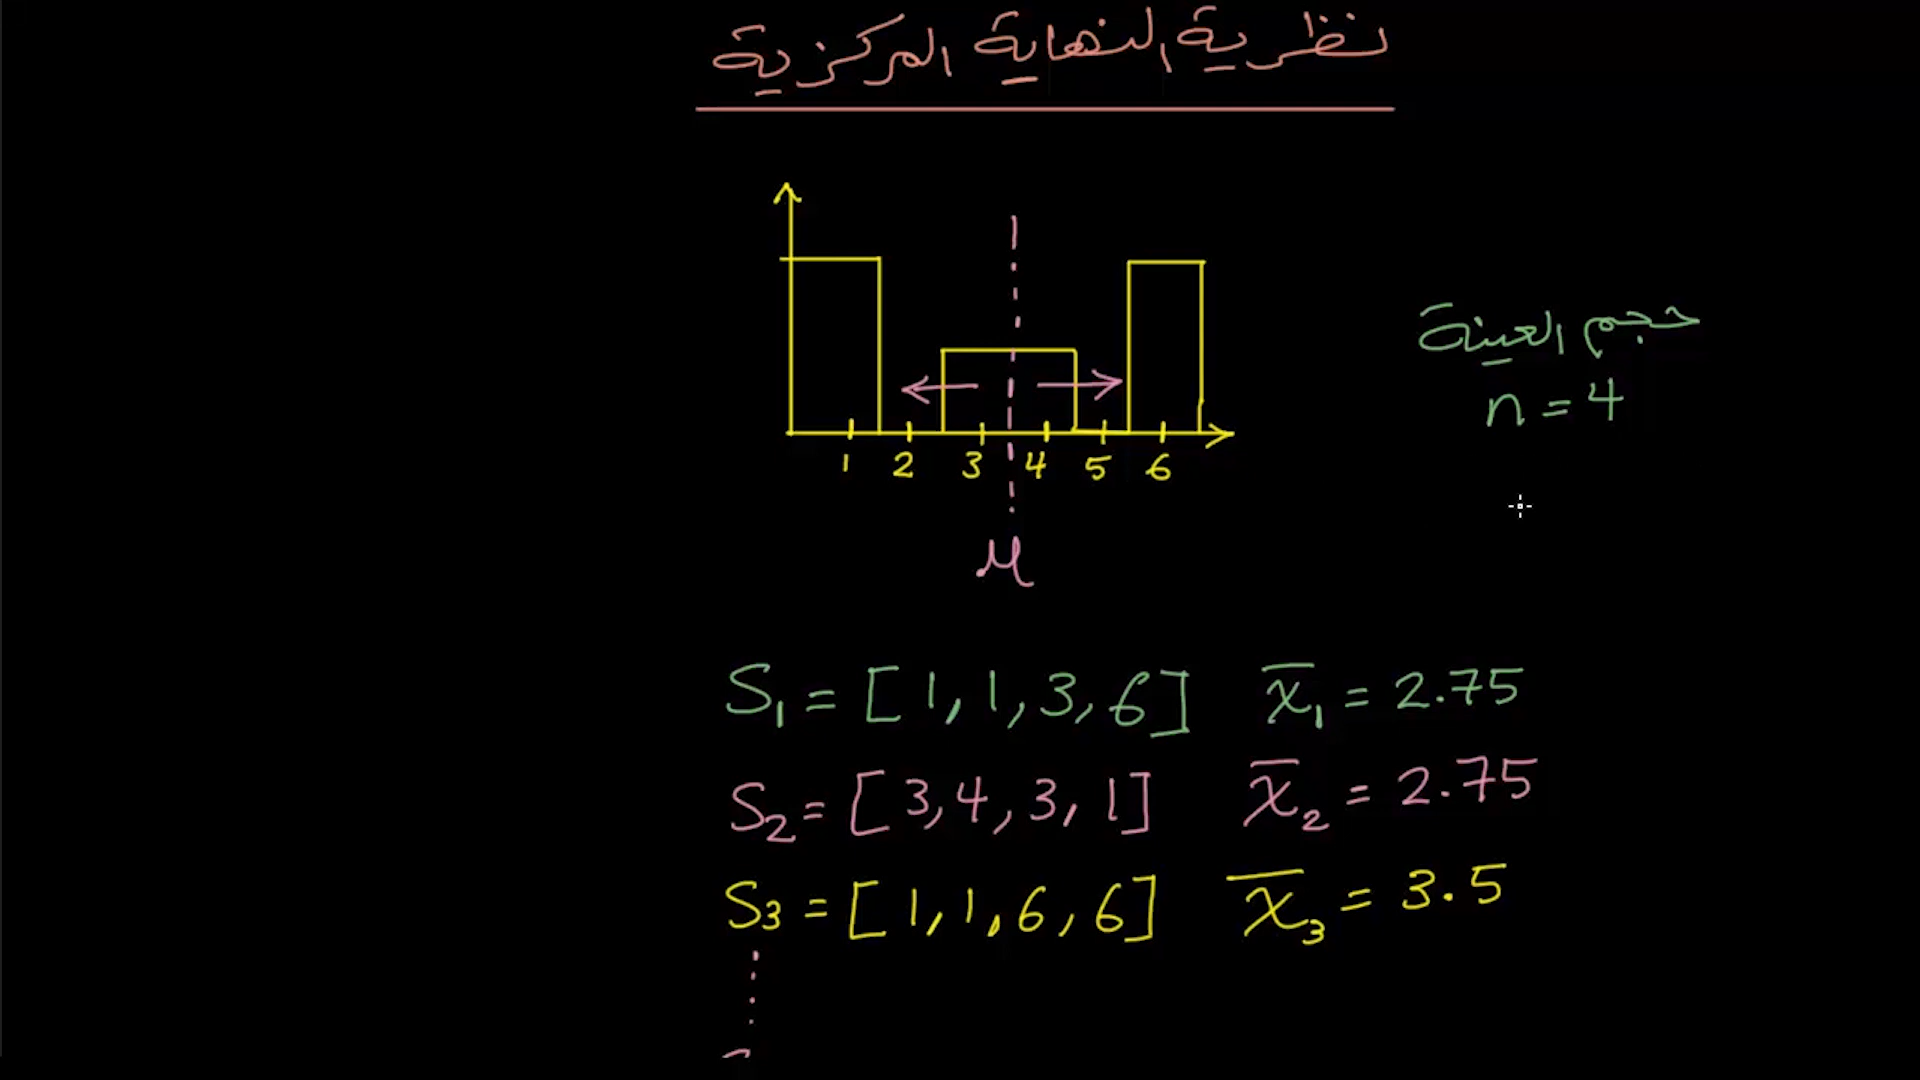 نظرية النهاية المركزية
حجم العينة
n = 4
1 2 3 4 5 6
μ
S₁ = [1, 1, 3, 6] x̄₁ = 2.75
S₂ = [3, 4, 3, 1] x̄₂ = 2.75
S₃ = [1, 1, 6, 6] x̄₃ = 3.5